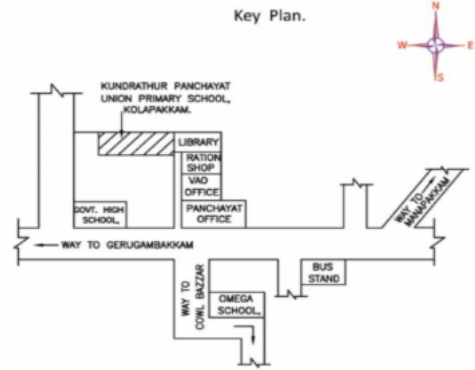 Key Plan.
N
W
E
S
KUNDRATHUR PANCHAYAT
UNION PRIMARY SCHOOL,
KOLAPAKKAM.
LIBRARY
RATION
SHOP
VAO
OFFICE
PANCHAYAT
OFFICE
GOVT. HIGH
SCHOOL,
WAY TO
MANAPAKKAM
WAY TO GERUGAMBAKKAM
WAY TO
COWL BAZZAR
BUS
STAND
OMEGA
SCHOOL,